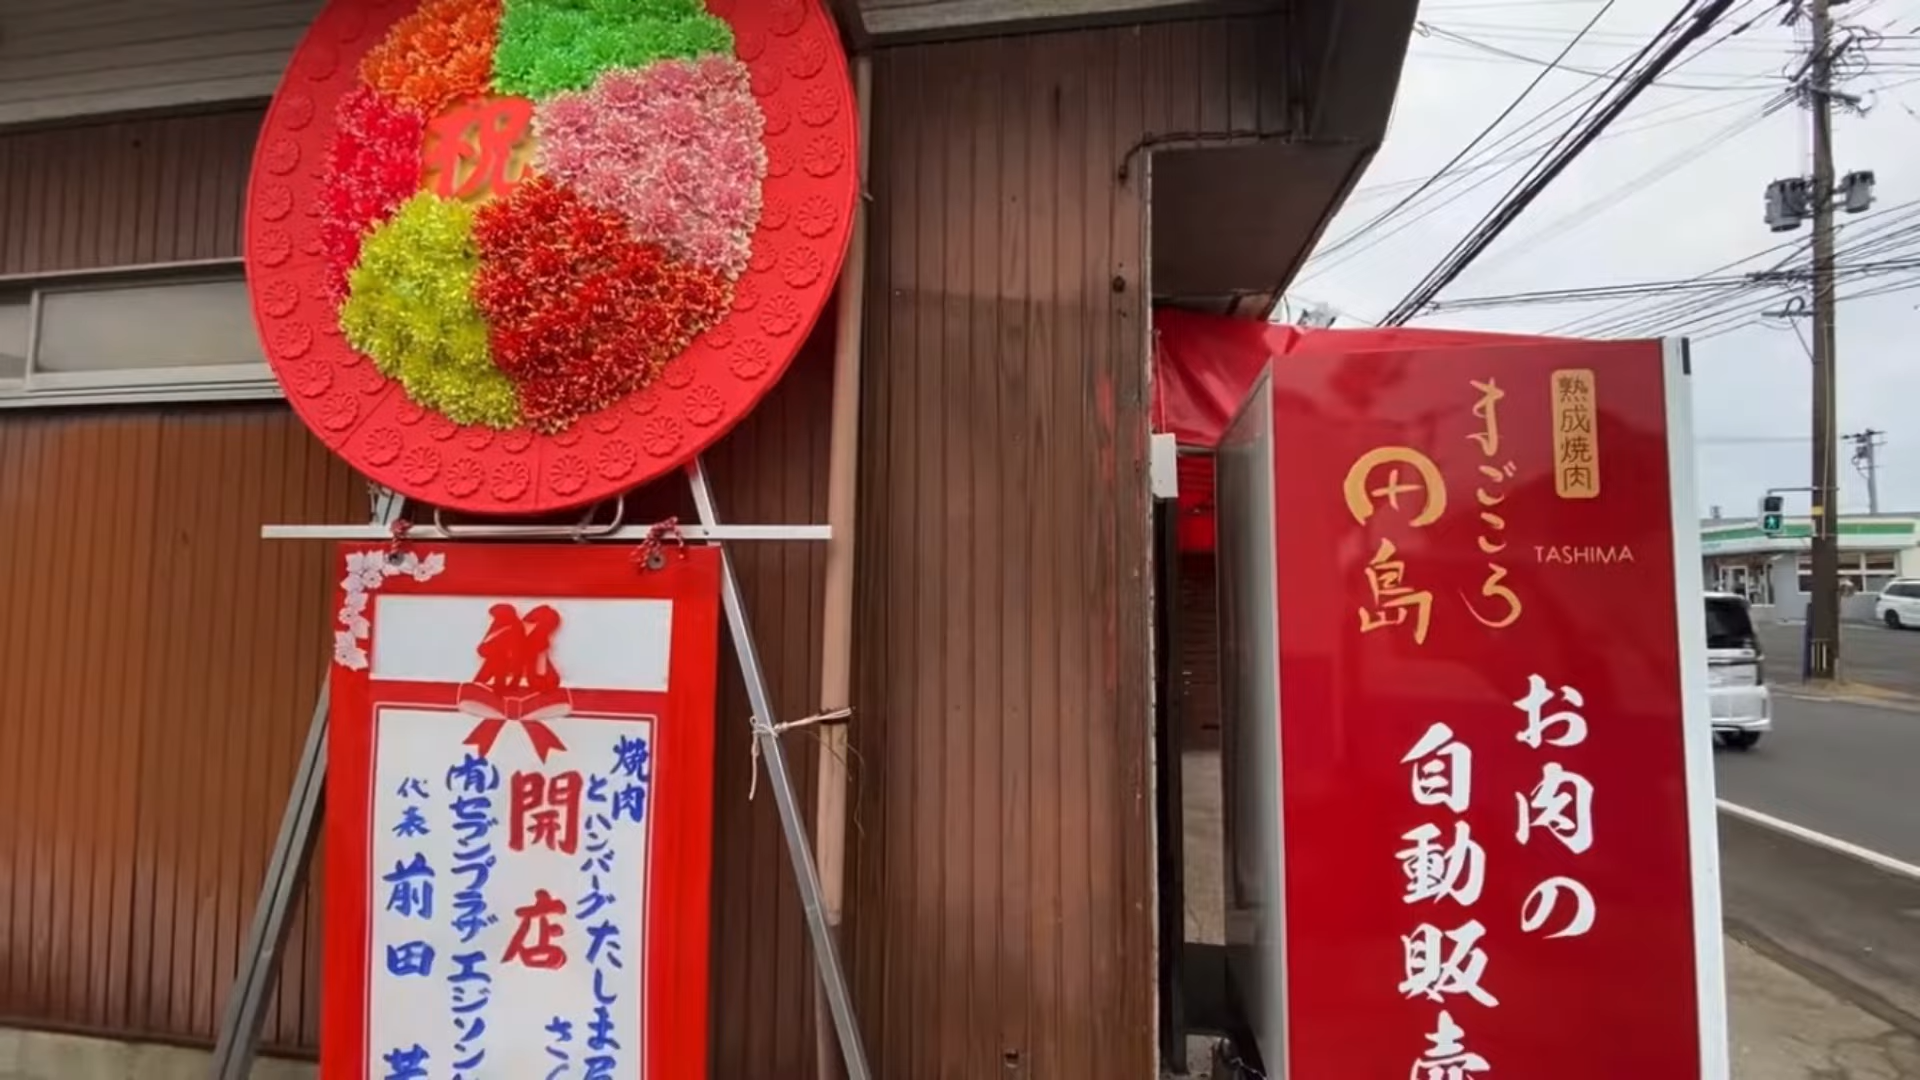 祝
祝
開店
焼肉とハンバーグたしま屋
さ
(有)セブンプラザエジソン
代表 前田
熟成焼肉
まごころ
田島
TASHIMA
お肉の
自動販売